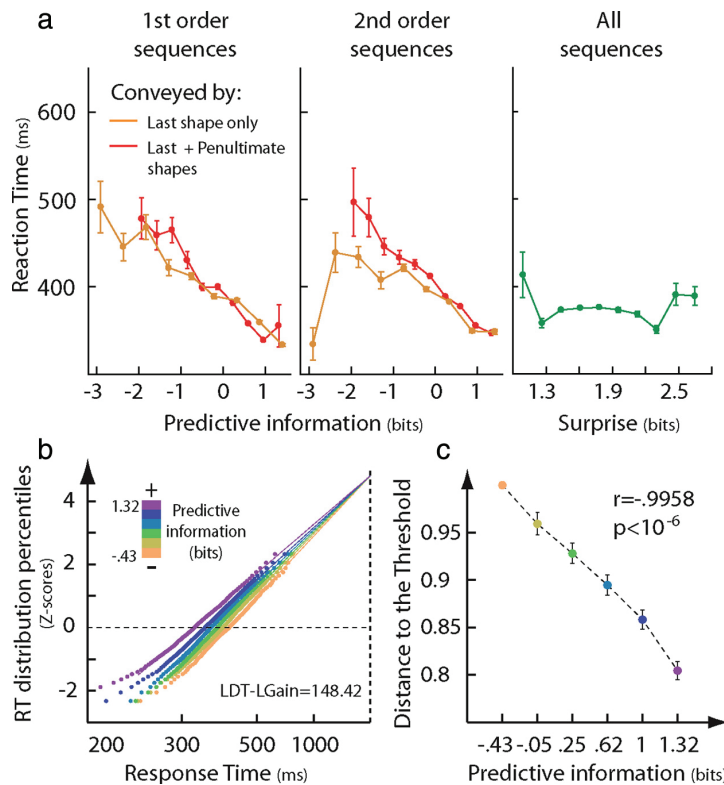 a
1st order
sequences
2nd order
sequences
All
sequences
Conveyed by:
Last shape only
Last + Penultimate
shapes
Reaction Time (ms)
600
500
400
-3 -2 -1 0 1
-3 -2 -1 0 1
1.3 1.9 2.5
Predictive information (bits)
Surprise (bits)
b
RT distribution percentiles
(Z-scores)
4
2
0
-2
+
1.32
-.43
-
Predictive
information
(bits)
LDT-LGain=148.42
200 300 500 1000
Response Time (ms)
c
Distance to the Threshold
0.95
0.9
0.85
0.8
r=-.9958
p<10⁻⁶
-.43 -.05 .25 .62 1 1.32
Predictive information (bits)